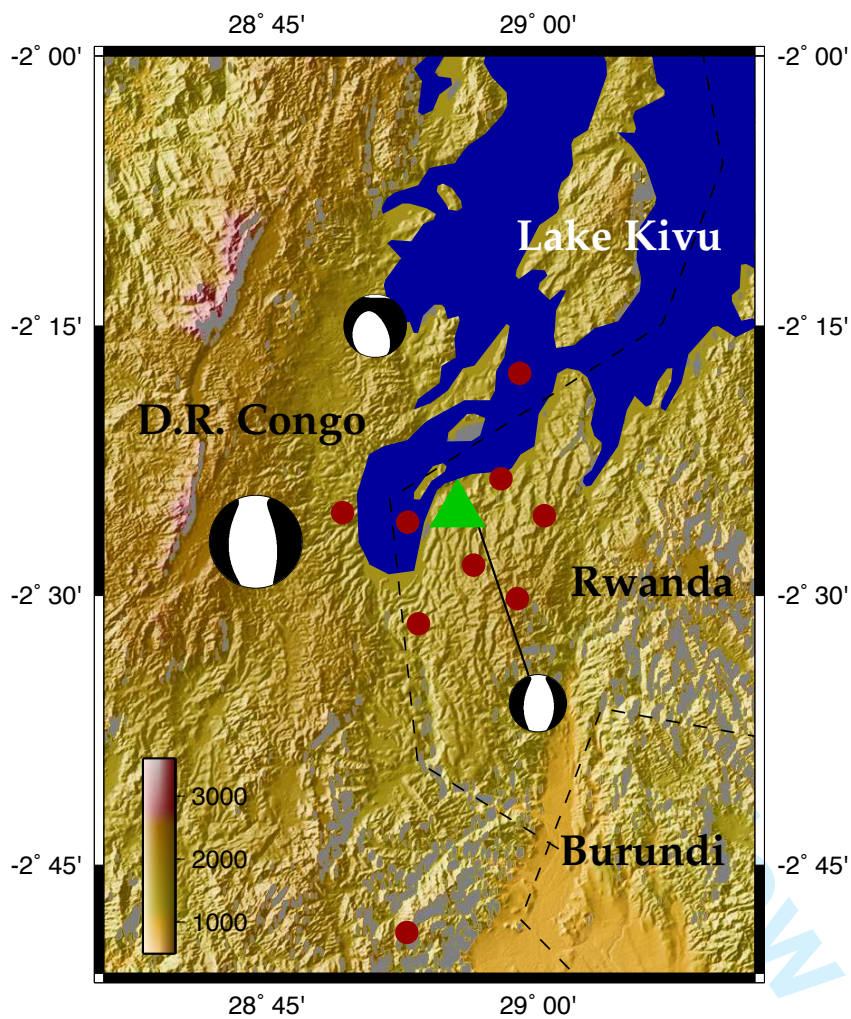 28° 45' 29° 00'
-2° 00' -2° 00'
Lake Kivu
-2° 15' -2° 15'
D.R. Congo
Rwanda
-2° 30' -2° 30'
3000
2000
Burundi
-2° 45' -2° 45'
1000
28° 45' 29° 00'